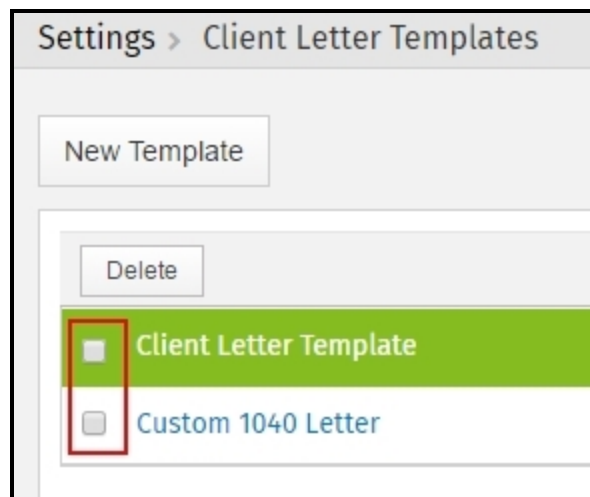 Settings > Client Letter Templates
New Template
Delete
Client Letter Template
Custom 1040 Letter